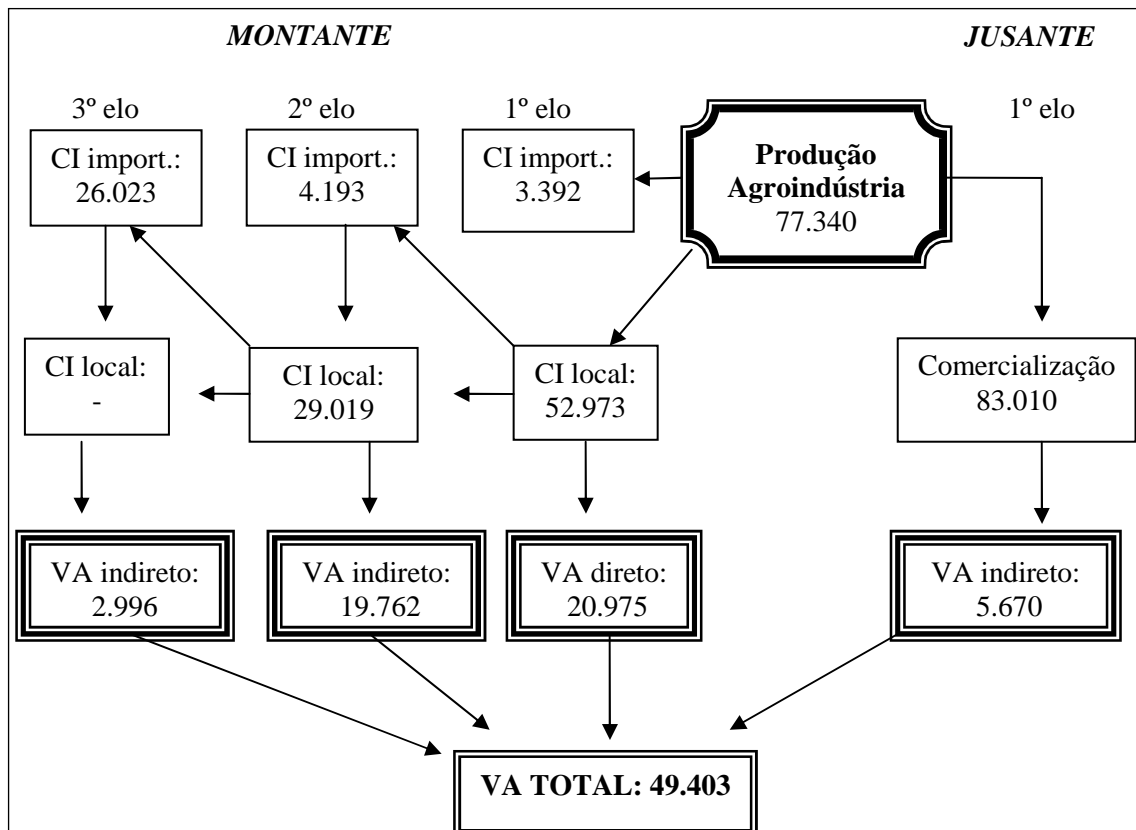 MONTANTE
JUSANTE
3º elo
2º elo
1º elo
1º elo
CI import.:
26.023
CI import.:
4.193
CI import.:
3.392
Produção
Agroindústria
77.340
CI local:
-
CI local:
29.019
CI local:
52.973
Comercialização
83.010
VA indireto:
2.996
VA indireto:
19.762
VA direto:
20.975
VA indireto:
5.670
VA TOTAL: 49.403